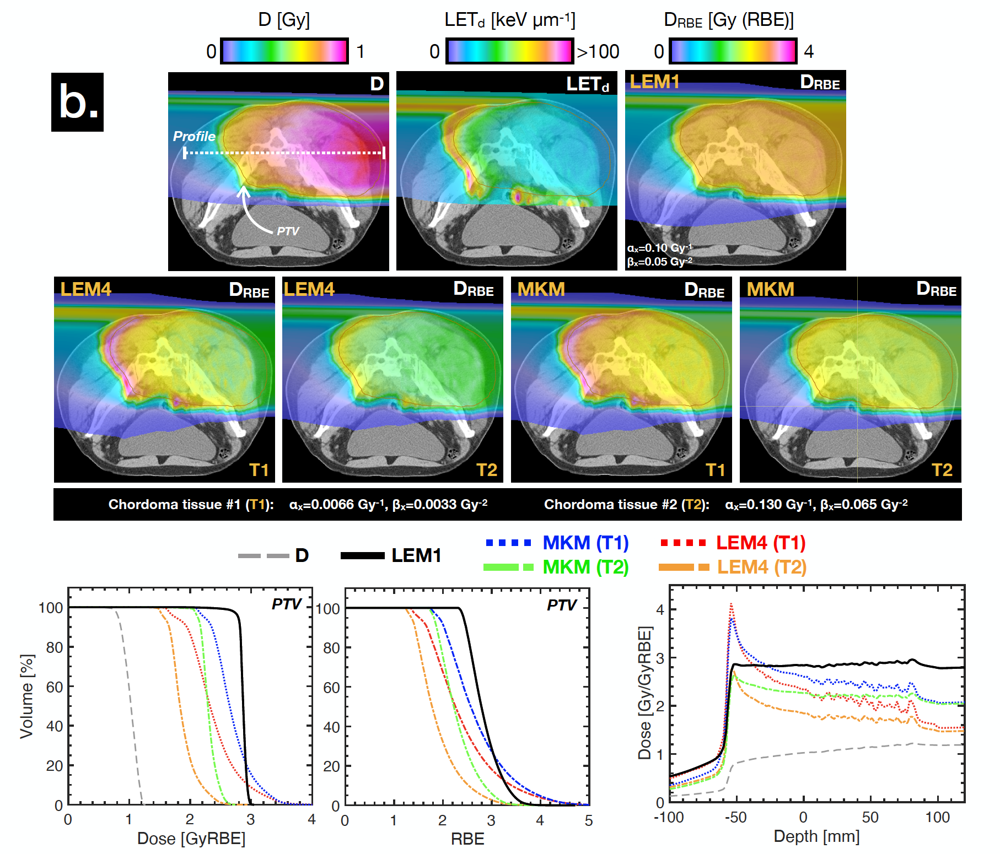 D [Gy]
0 1
LETd [keV µm-1]
0 >100
DRBE [Gy (RBE)]
0 4
b.
D
Profile
PTV
LETd
LEM1 DRBE
αx=0.10 Gy-1
βx=0.05 Gy-2
LEM4 DRBE
T1
LEM4 DRBE
T2
MKM DRBE
T1
MKM DRBE
T2
Chordoma tissue #1 (T1): αx=0.0066 Gy-1, βx=0.0033 Gy-2 Chordoma tissue #2 (T2): αx=0.130 Gy-1, βx=0.065 Gy-2
D LEM1 MKM (T1) LEM4 (T1)
MKM (T2) LEM4 (T2)
PTV
Volume [%]
100
80
60
40
20
0
0 1 2 3 4
Dose [GyRBE]
PTV
100
80
60
40
20
0
0 1 2 3 4 5
RBE
Dose [Gy/GyRBE]
4
3
2
1
0
-100 -50 0 50 100
Depth [mm]